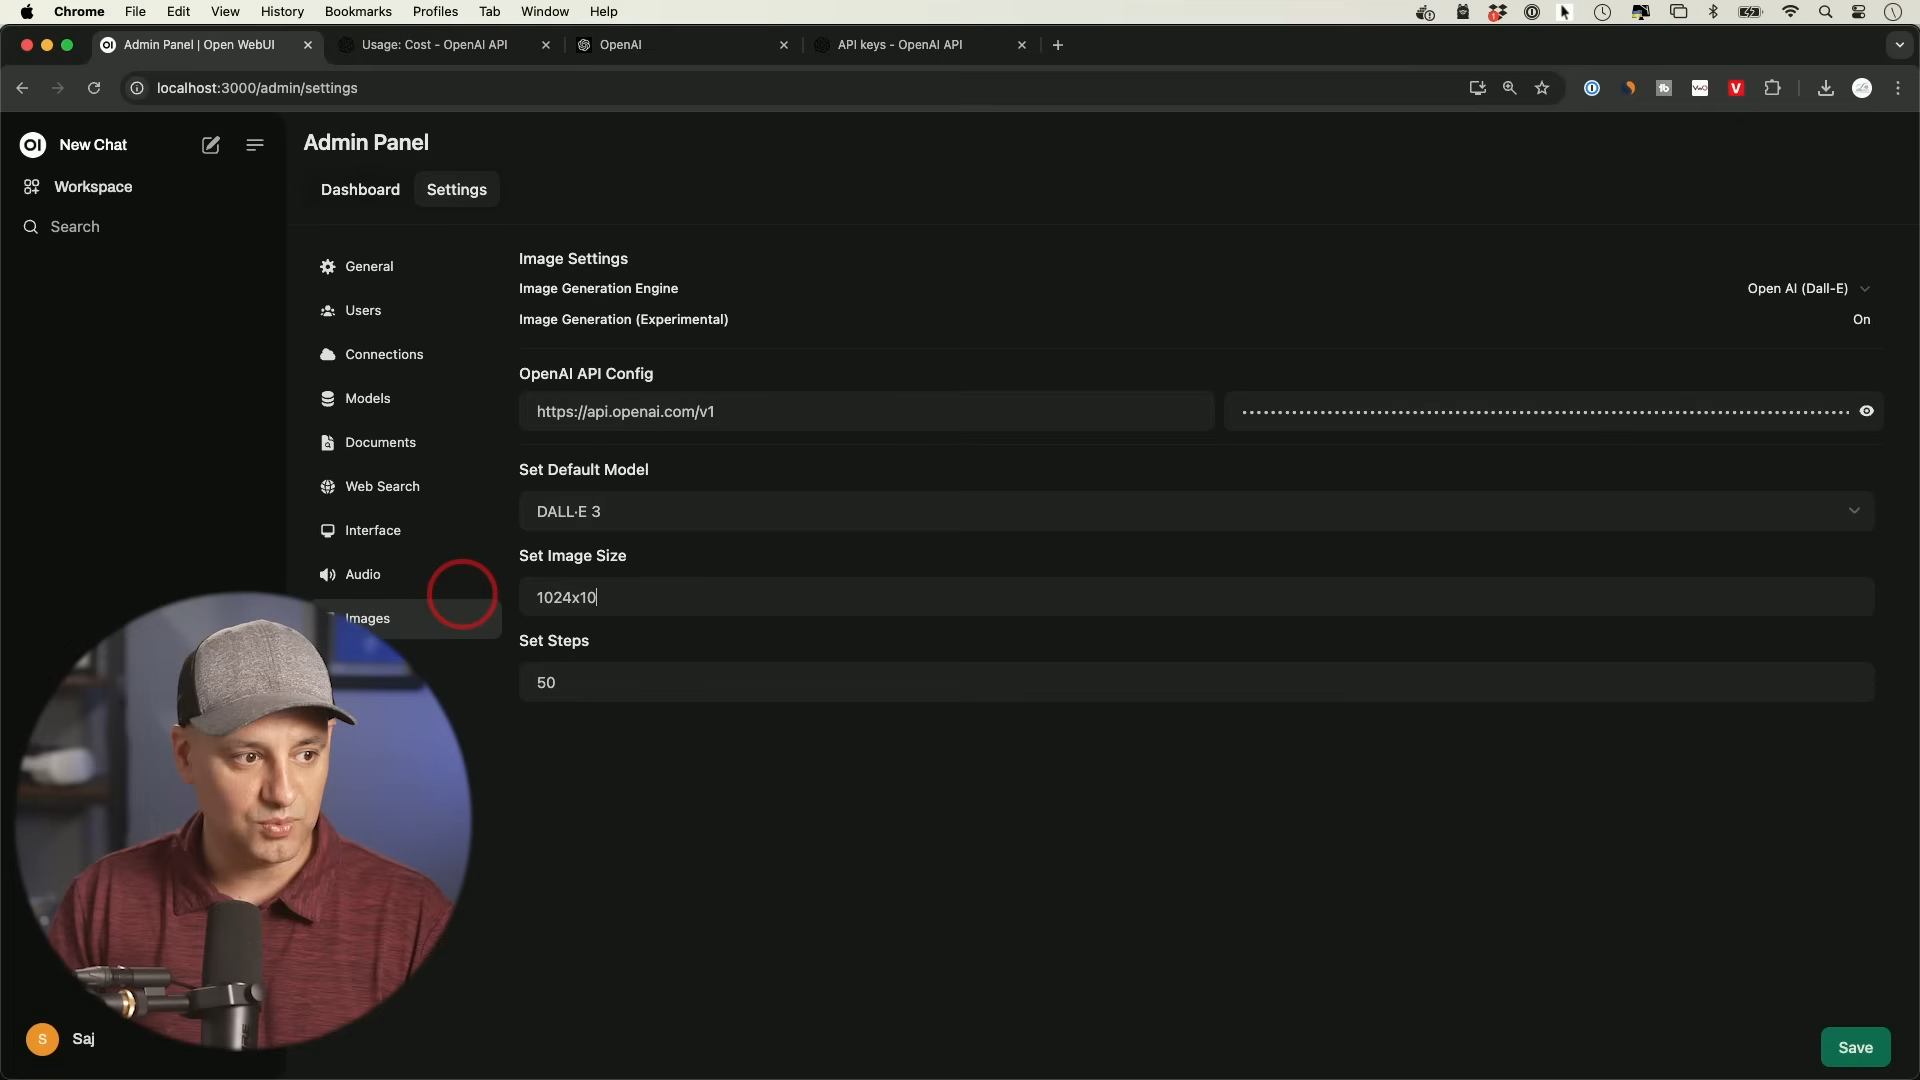 Chrome File Edit View History Bookmarks Profiles Tab Window Help
Admin Panel | Open WebUI
Usage: Cost - OpenAI API
OpenAI
API keys - OpenAI API
localhost:3000/admin/settings
OI New Chat
Workspace
Search
Admin Panel
Dashboard Settings
General
Users
Connections
Models
Documents
Web Search
Interface
Audio
Images
Image Settings
Image Generation Engine Open AI (Dall-E)
Image Generation (Experimental) On
OpenAI API Config
https://api.openai.com/v1
Set Default Model
DALL·E 3
Set Image Size
1024x10
Set Steps
50
S Saj
Save